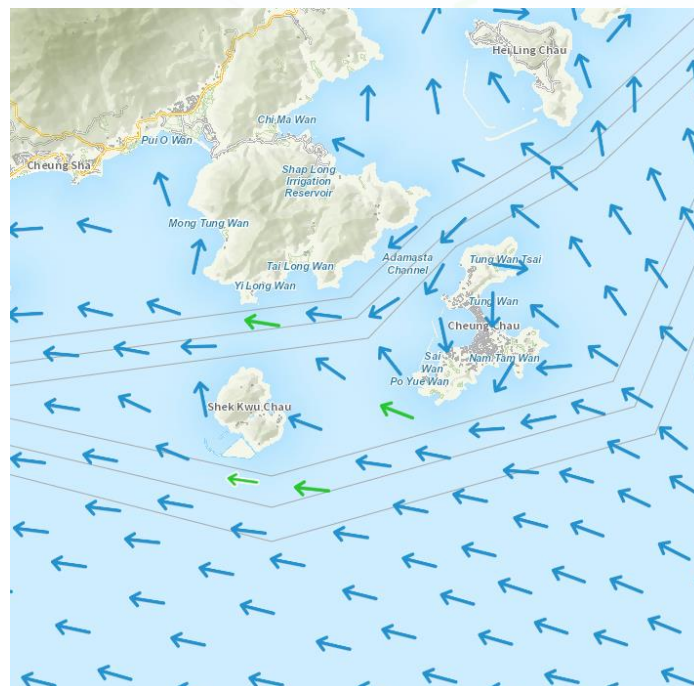 Hei Ling Chau
Chi Ma Wan
Pui O Wan
Cheung Sha
Shap Long
Irrigation
Reservoir
Mong Tung Wan
Adamasta
Channel
Tung Wan Tsai
Tai Long Wan
Yi Long Wan
Tung Wan
Cheung Chau
Sai
Wan
Nam Tam Wan
Po Yue Wan
Shek Kwu Chau